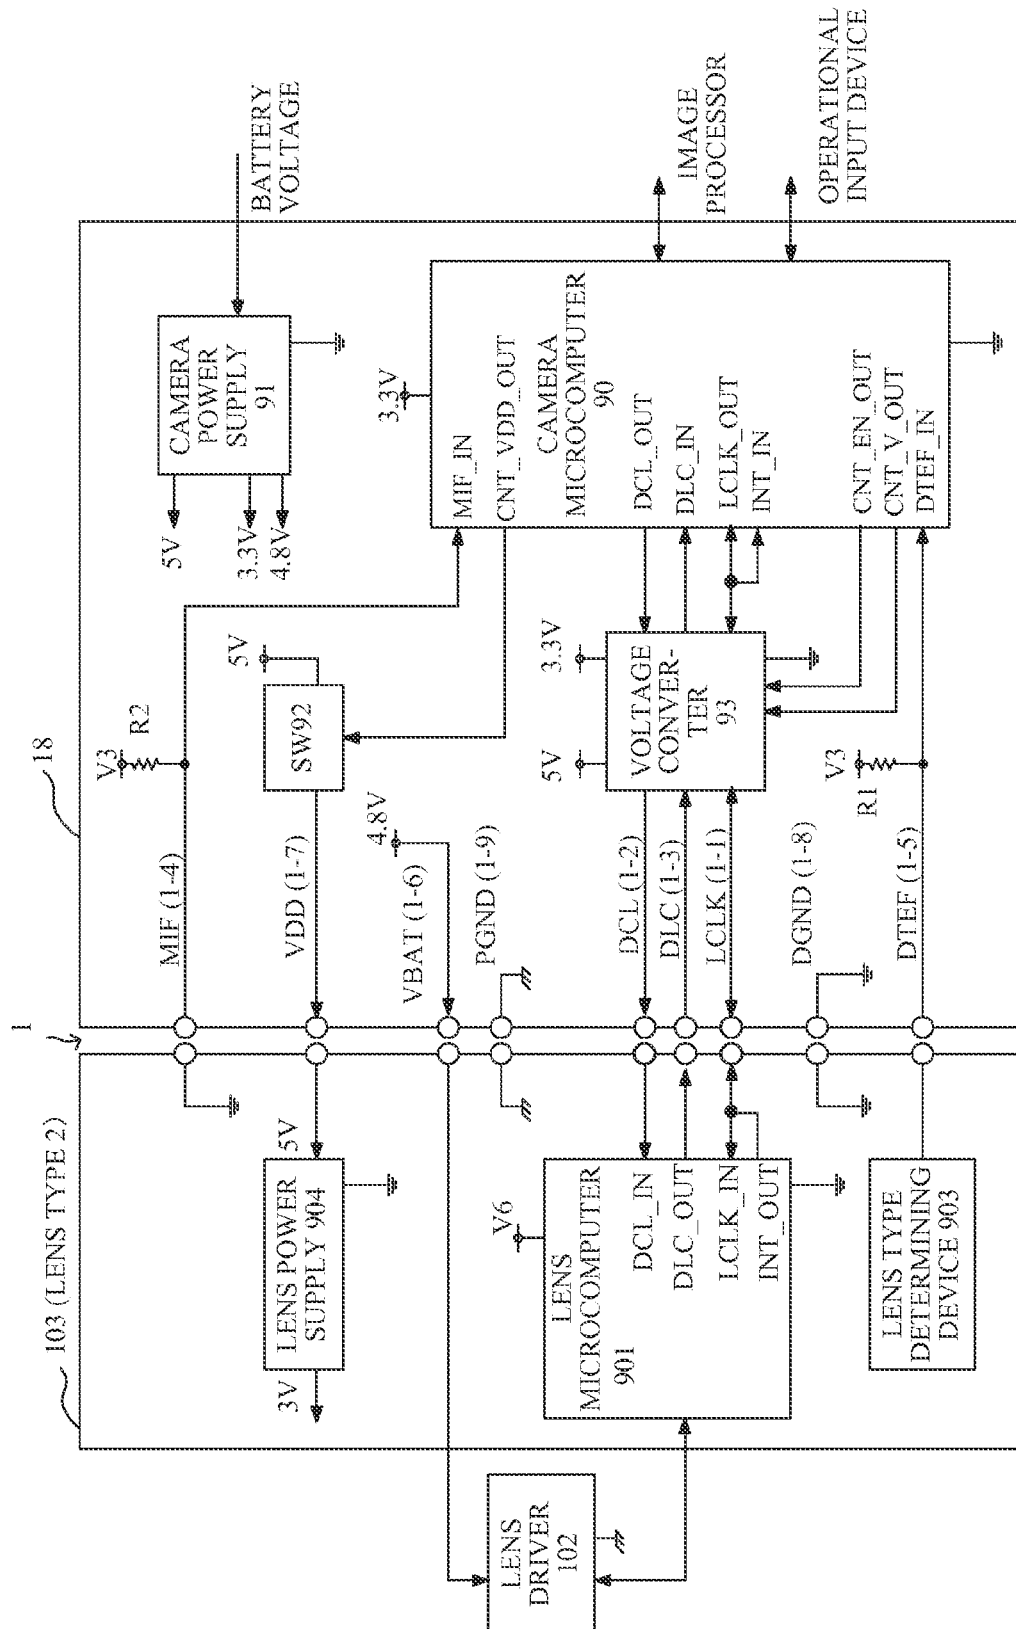 1
103 (LENS TYPE 2)
18
BATTERY
VOLTAGE
CAMERA
POWER
SUPPLY
91
5V
3.3V
4.8V
V3
R2
MIF (1-4)
MIF_IN
3.3V
CNT_VDD_OUT
CAMERA
MICROCOMPUTER
90
IMAGE
PROCESSOR
OPERATIONAL
INPUT DEVICE
5V
SW92
VDD (1-7)
5V
LENS POWER
SUPPLY 904
3V
4.8V
VBAT (1-6)
PGND (1-9)
LENS
DRIVER
102
V6
LENS
MICROCOMPUTER
901
DCL_IN
DLC_OUT
LCLK_IN
INT_OUT
DCL (1-2)
DLC (1-3)
LCLK (1-1)
5V
3.3V
VOLTAGE
CONVER-
TER
93
DCL_OUT
DLC_IN
LCLK_OUT
INT_IN
CNT_EN_OUT
CNT_V_OUT
DTEF_IN
DGND (1-8)
V3
R1
DTEF (1-5)
LENS TYPE
DETERMINING
DEVICE 903